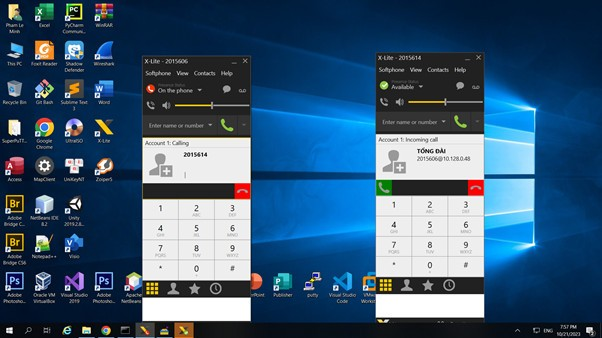 Pham Le Minh
Excel
PyCharm Communi...
WinRAR
This PC
Foxit Reader
Shadow Defender
Wireshark
Recycle Bin
Git Bash
Sublime Text 3
Word
Google Chrome
UltraISO
X-Lite
Access
MapClient
UniKeyNT
Zoiper5
Adobe Bridge C...
NetBeans IDE 8.2
Unity 2019.2.8...
Adobe Bridge CS6
Notepad++
Visio
Adobe Photosho...
Oracle VM VirtualBox
Visual Studio 2019
Adobe Photosho...
Apache NetBeans
Publisher
putty
Visual Studio Code
X-Lite - 2015606
Softphone View Contacts Help
On the phone
Enter name or number
Account 1: Calling
2015614
1
2 ABC
3 DEF
4 GHI
5 JKL
6 MNO
7 PQRS
8 TUV
9 WXYZ
*
0
#
X-Lite - 2015614
Softphone View Contacts Help
Available
Enter name or number
Account 1: Incoming call
TỔNG ĐÀI
2015606@10.128.0.48
1
2 ABC
3 DEF
4 GHI
5 JKL
6 MNO
7 PQRS
8 TUV
9 WXYZ
*
0
#
ENG
7:57 PM
10/21/2023